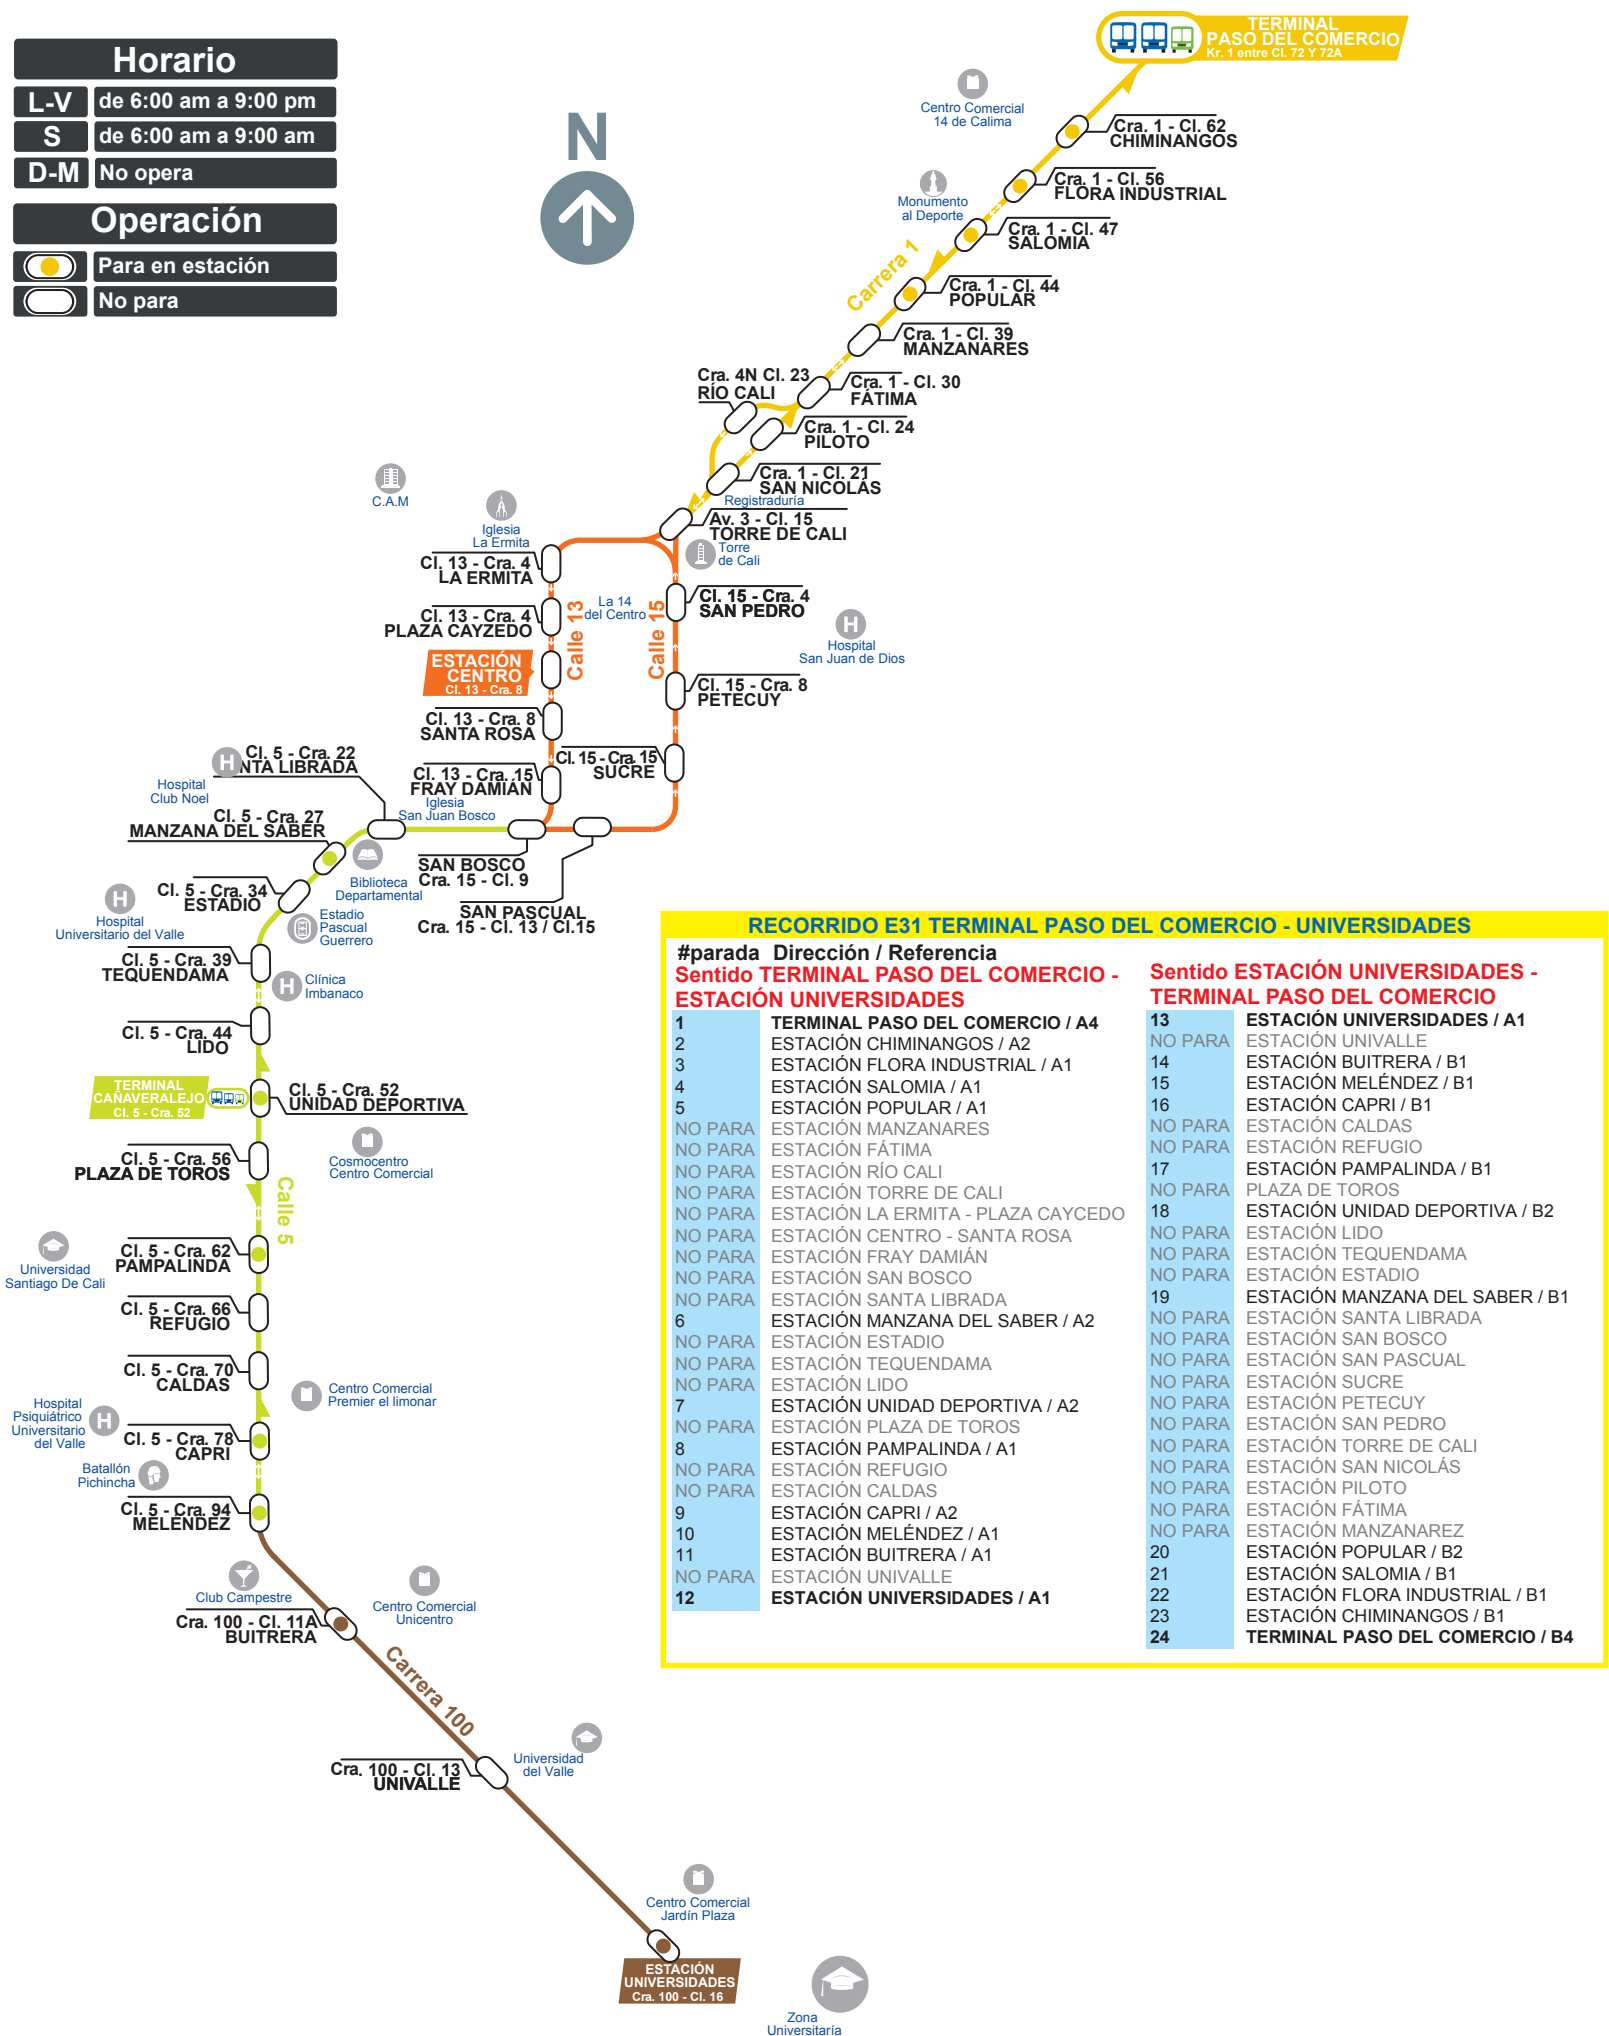 Horario
L-V de 6:00 am a 9:00 pm
S de 6:00 am a 9:00 am
D-M No opera
Operación
Para en estación
No para
N
TERMINAL
PASO DEL COMERCIO
Kr. 1 entre Cl. 72 Y 72A
Centro Comercial
14 de Calima
Cra. 1 - Cl. 62
CHIMINANGOS
Cra. 1 - Cl. 56
FLORA INDUSTRIAL
Monumento
al Deporte
Cra. 1 - Cl. 47
SALOMIA
Carrera 1
Cra. 1 - Cl. 44
POPULAR
Cra. 1 - Cl. 39
MANZANARES
Cra. 4N Cl. 23
RÍO CALI
Cra. 1 - Cl. 30
FÁTIMA
Cra. 1 - Cl. 24
PILOTO
Cra. 1 - Cl. 21
SAN NICOLÁS
Registraduría
C.A.M
Iglesia
La Ermita
Av. 3 - Cl. 15
TORRE DE CALI
Torre
de Cali
Cl. 13 - Cra. 4
LA ERMITA
Cl. 13 - Cra. 4
PLAZA CAYZEDO
Calle 13
La 14
del Centro
Calle 15
Cl. 15 - Cra. 4
SAN PEDRO
H
Hospital
San Juan de Dios
ESTACIÓN
CENTRO
Cl. 13 - Cra. 8
Cl. 15 - Cra. 8
PETECUY
Cl. 13 - Cra. 8
SANTA ROSA
Cl. 15 - Cra. 15
SUCRE
Cl. 13 - Cra. 15
FRAY DAMIÁN
Iglesia
San Juan Bosco
H
Cl. 5 - Cra. 22
NTA LIBRADA
Hospital
Club Noel
Cl. 5 - Cra. 27
MANZANA DEL SABER
SAN BOSCO
Cra. 15 - Cl. 9
SAN PASCUAL
Cra. 15 - Cl. 13 / Cl.15
Biblioteca
Departamental
Cl. 5 - Cra. 34
ESTADIO
H
Hospital
Universitario del Valle
Estadio
Pascual
Guerrero
Cl. 5 - Cra. 39
TEQUENDAMA
H
Clínica
Imbanaco
Cl. 5 - Cra. 44
LIDO
TERMINAL
CAÑAVERALEJO
Cl. 5 - Cra. 52
Cl. 5 - Cra. 52
UNIDAD DEPORTIVA
Cl. 5 - Cra. 56
PLAZA DE TOROS
Cosmocentro
Centro Comercial
Calle 5
Universidad
Santiago De Cali
Cl. 5 - Cra. 62
PAMPALINDA
Cl. 5 - Cra. 66
REFUGIO
Cl. 5 - Cra. 70
CALDAS
Centro Comercial
Premier el limonar
Hospital
Psiquiátrico
Universitario
del Valle
H
Cl. 5 - Cra. 78
CAPRI
Batallón
Pichincha
Cl. 5 - Cra. 94
MELÉNDEZ
Club Campestre
Cra. 100 - Cl. 11A
BUITRERA
Centro Comercial
Unicentro
Carrera 100
Cra. 100 - Cl. 13
UNIVALLE
Universidad
del Valle
Centro Comercial
Jardín Plaza
ESTACIÓN
UNIVERSIDADES
Cra. 100 - Cl. 16
Zona
Universitaría
RECORRIDO E31 TERMINAL PASO DEL COMERCIO - UNIVERSIDADES
#parada Dirección / Referencia
Sentido TERMINAL PASO DEL COMERCIO -
ESTACIÓN UNIVERSIDADES
1 TERMINAL PASO DEL COMERCIO / A4
2 ESTACIÓN CHIMINANGOS / A2
3 ESTACIÓN FLORA INDUSTRIAL / A1
4 ESTACIÓN SALOMIA / A1
5 ESTACIÓN POPULAR / A1
NO PARA ESTACIÓN MANZANARES
NO PARA ESTACIÓN FÁTIMA
NO PARA ESTACIÓN RÍO CALI
NO PARA ESTACIÓN TORRE DE CALI
NO PARA ESTACIÓN LA ERMITA - PLAZA CAYCEDO
NO PARA ESTACIÓN CENTRO - SANTA ROSA
NO PARA ESTACIÓN FRAY DAMIÁN
NO PARA ESTACIÓN SAN BOSCO
NO PARA ESTACIÓN SANTA LIBRADA
6 ESTACIÓN MANZANA DEL SABER / A2
NO PARA ESTACIÓN ESTADIO
NO PARA ESTACIÓN TEQUENDAMA
NO PARA ESTACIÓN LIDO
7 ESTACIÓN UNIDAD DEPORTIVA / A2
NO PARA ESTACIÓN PLAZA DE TOROS
8 ESTACIÓN PAMPALINDA / A1
NO PARA ESTACIÓN REFUGIO
NO PARA ESTACIÓN CALDAS
9 ESTACIÓN CAPRI / A2
10 ESTACIÓN MELÉNDEZ / A1
11 ESTACIÓN BUITRERA / A1
NO PARA ESTACIÓN UNIVALLE
12 ESTACIÓN UNIVERSIDADES / A1
Sentido ESTACIÓN UNIVERSIDADES -
TERMINAL PASO DEL COMERCIO
13 ESTACIÓN UNIVERSIDADES / A1
NO PARA ESTACIÓN UNIVALLE
14 ESTACIÓN BUITRERA / B1
15 ESTACIÓN MELÉNDEZ / B1
16 ESTACIÓN CAPRI / B1
NO PARA ESTACIÓN CALDAS
NO PARA ESTACIÓN REFUGIO
17 ESTACIÓN PAMPALINDA / B1
NO PARA PLAZA DE TOROS
18 ESTACIÓN UNIDAD DEPORTIVA / B2
NO PARA ESTACIÓN LIDO
NO PARA ESTACIÓN TEQUENDAMA
NO PARA ESTACIÓN ESTADIO
19 ESTACIÓN MANZANA DEL SABER / B1
NO PARA ESTACIÓN SANTA LIBRADA
NO PARA ESTACIÓN SAN BOSCO
NO PARA ESTACIÓN SAN PASCUAL
NO PARA ESTACIÓN SUCRE
NO PARA ESTACIÓN PETECUY
NO PARA ESTACIÓN SAN PEDRO
NO PARA ESTACIÓN TORRE DE CALI
NO PARA ESTACIÓN SAN NICOLÁS
NO PARA ESTACIÓN PILOTO
NO PARA ESTACIÓN FÁTIMA
NO PARA ESTACIÓN MANZANAREZ
20 ESTACIÓN POPULAR / B2
21 ESTACIÓN SALOMIA / B1
22 ESTACIÓN FLORA INDUSTRIAL / B1
23 ESTACIÓN CHIMINANGOS / B1
24 TERMINAL PASO DEL COMERCIO / B4